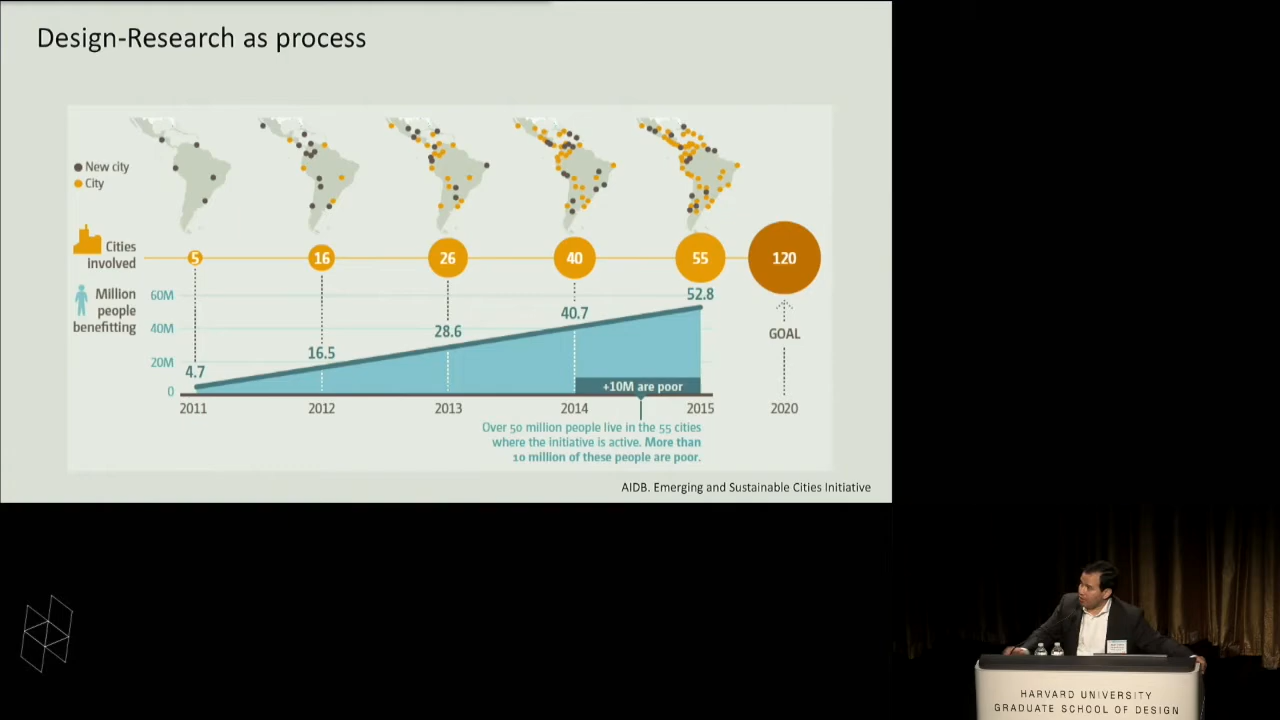 Design-Research as process
New city
City
Cities
involved
5
16
26
40
55
120
Million
people
benefitting
60M
40M
20M
0
4.7
16.5
28.6
40.7
52.8
GOAL
+10M are poor
2011
2012
2013
2014
2015
2020
Over 50 million people live in the 55 cities
where the initiative is active. More than
10 million of these people are poor.
AIDB. Emerging and Sustainable Cities Initiative
HARVARD UNIVERSITY
GRADUATE SCHOOL OF DESIGN